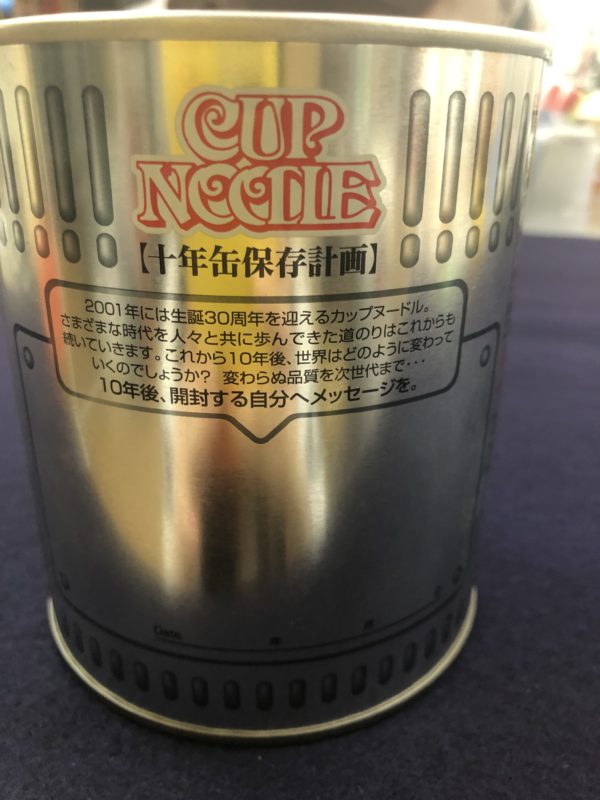 CUP
NOODLE
【十年缶保存計画】
2001年には生誕30周年を迎えるカップヌードル。
さまざまな時代を人々と共に歩んできた道のりはこれからも
続いていきます。これから10年後、世界はどのように変わって
いくのでしょうか? 変わらぬ品質を次世代まで・・・
10年後、開封する自分へメッセージを。
Date 年 月